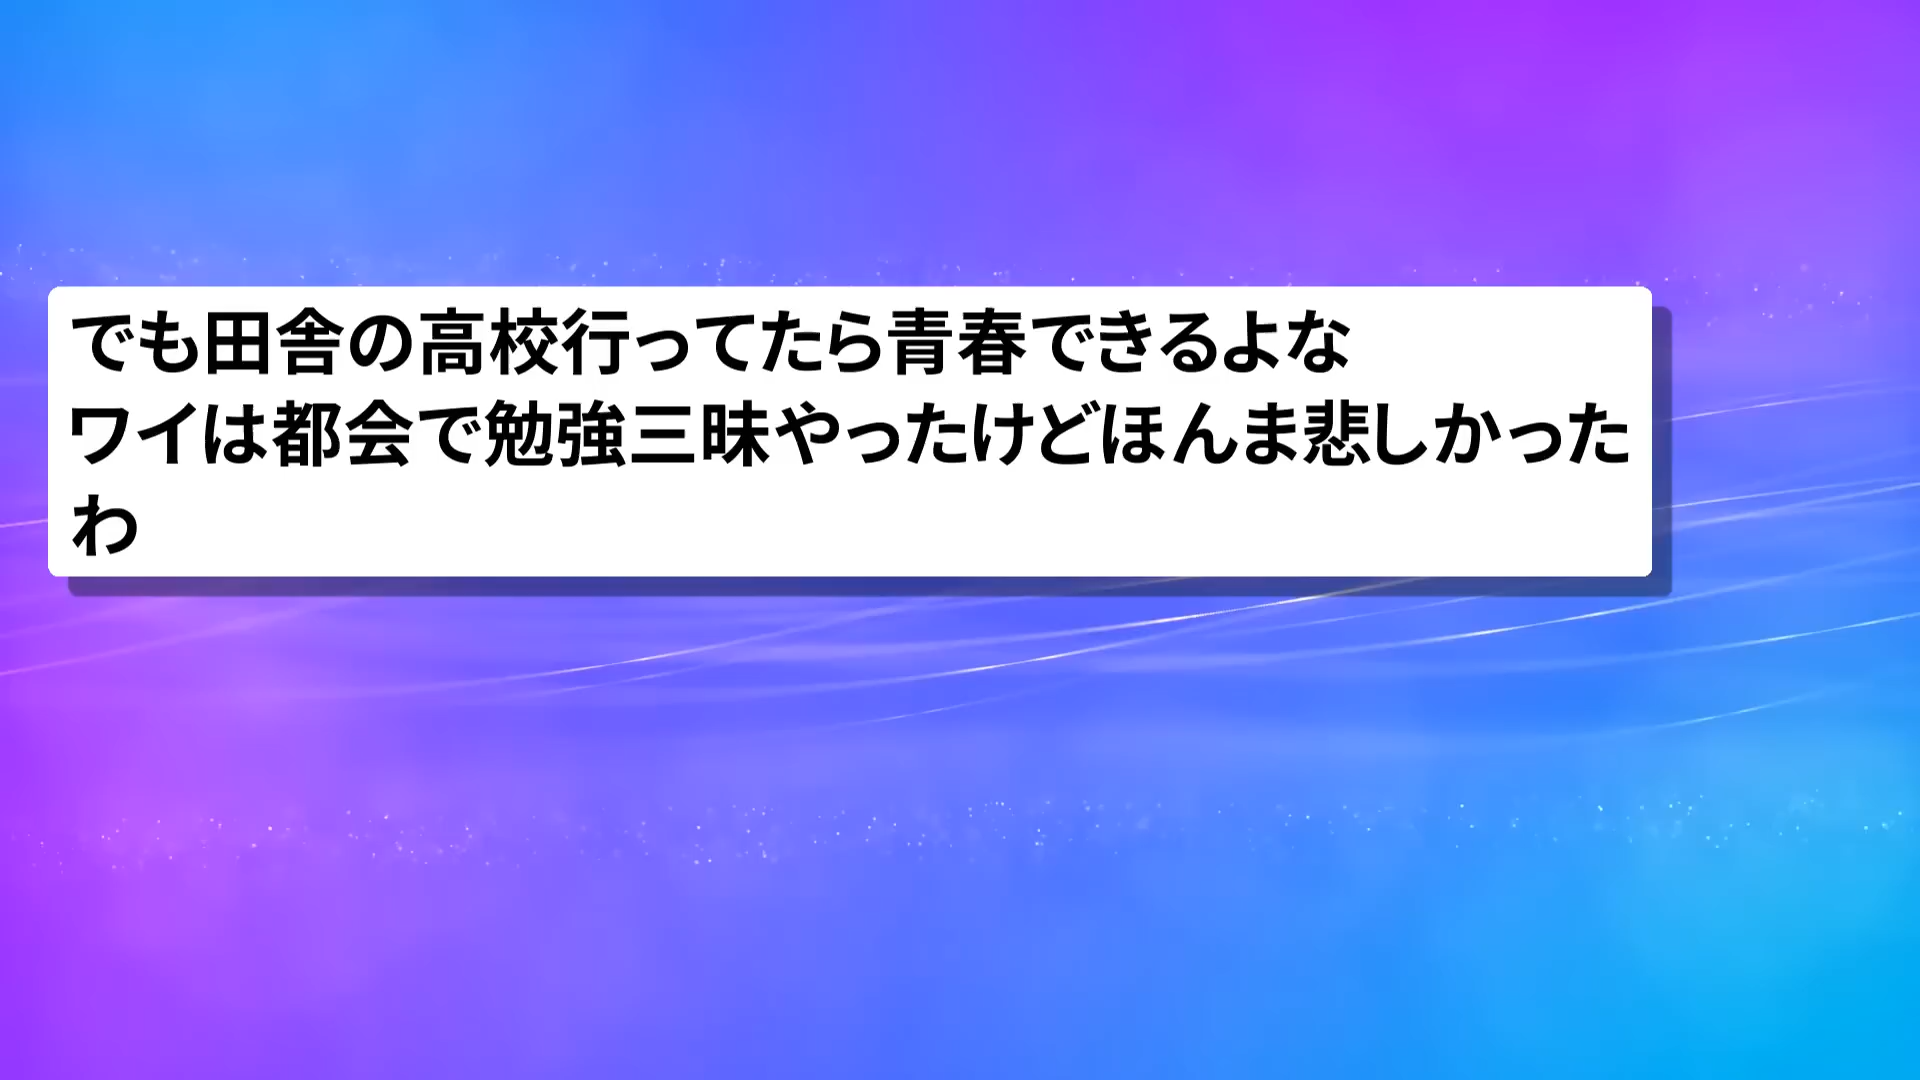 でも田舎の高校行ってたら青春できるよな
ワイは都会で勉強三昧やったけどほんま悲しかった
わ